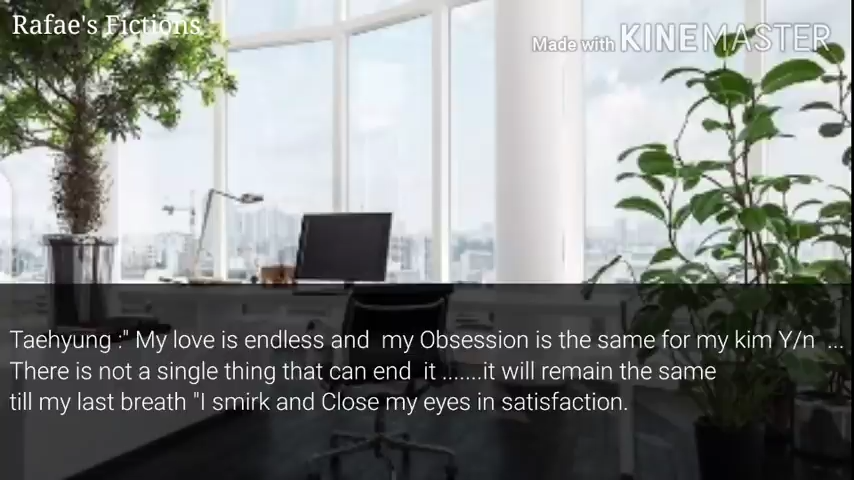 Rafae's Fictions
Made with KINEMASTER
Taehyung :" My love is endless and my Obsession is the same for my kim Y/n ...
There is not a single thing that can end it .......it will remain the same
till my last breath "I smirk and Close my eyes in satisfaction.